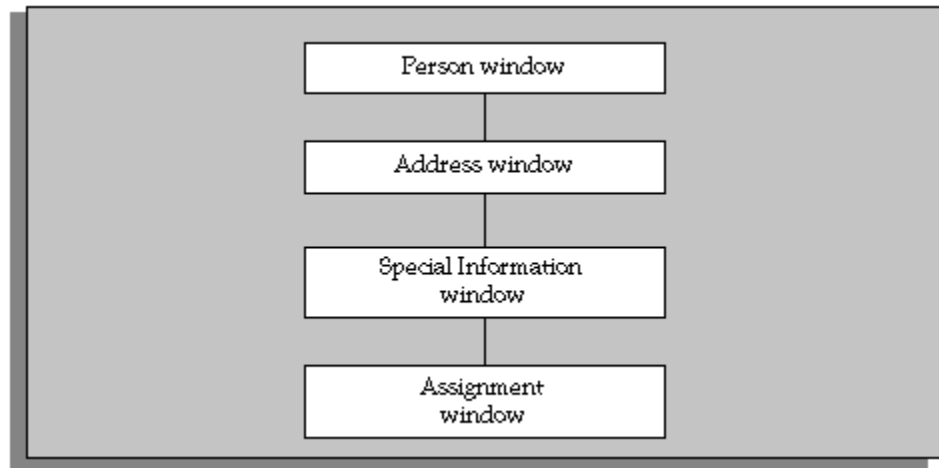 Person window
Address window
Special Information
window
Assignment
window